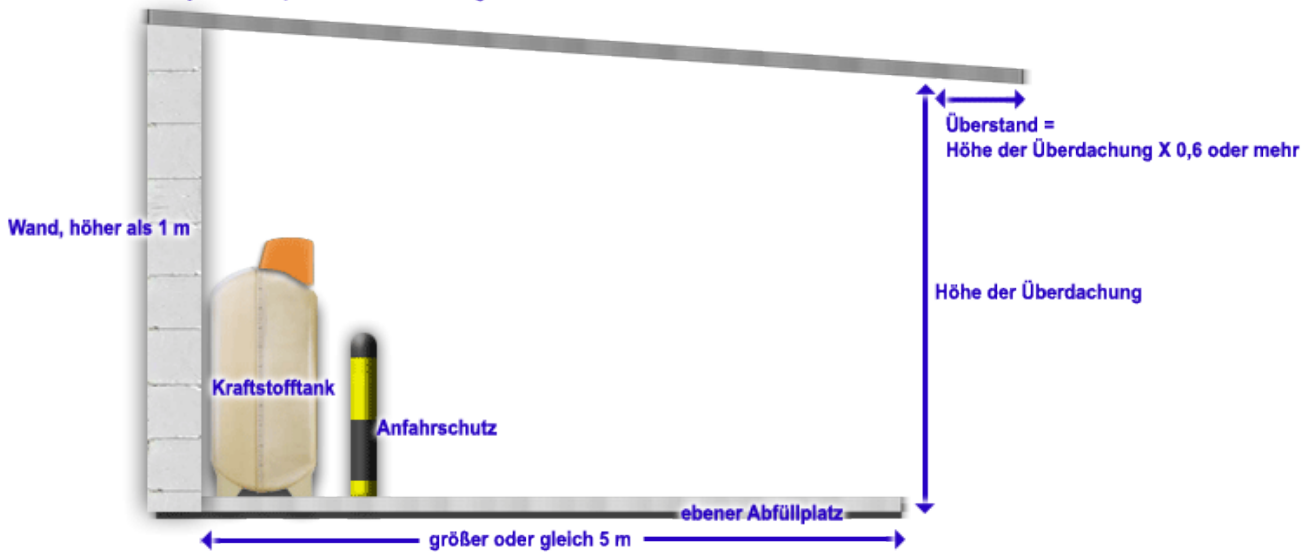 Überstand =
Höhe der Überdachung X 0,6 oder mehr
Wand, höher als 1 m
Höhe der Überdachung
Kraftstofftank
Anfahrschutz
ebener Abfüllplatz
größer oder gleich 5 m